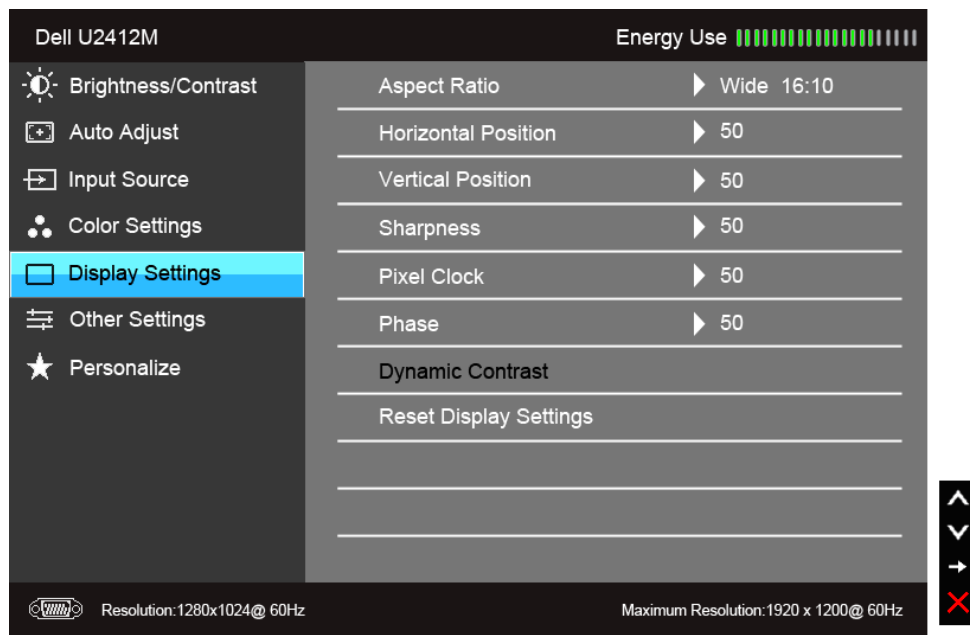 Dell U2412M Energy Use
Brightness/Contrast
Auto Adjust
Input Source
Color Settings
Display Settings
Other Settings
Personalize
Aspect Ratio Wide 16:10
Horizontal Position 50
Vertical Position 50
Sharpness 50
Pixel Clock 50
Phase 50
Dynamic Contrast
Reset Display Settings
Resolution:1280x1024@ 60Hz Maximum Resolution:1920 x 1200@ 60Hz